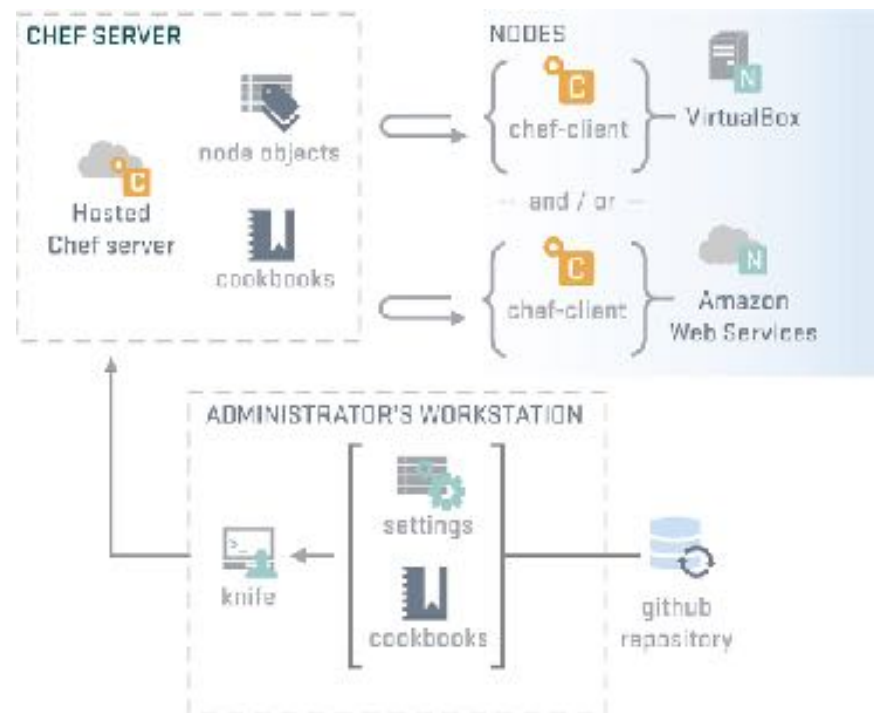 CHEF SERVER
node objects
C
Hosted
Chef server
cookbooks
NODES
C
chef-client
N
VirtualBox
and / or
C
chef-client
N
Amazon
Web Services
ADMINISTRATOR'S WORKSTATION
settings
>_
knife
cookbooks
github
repository